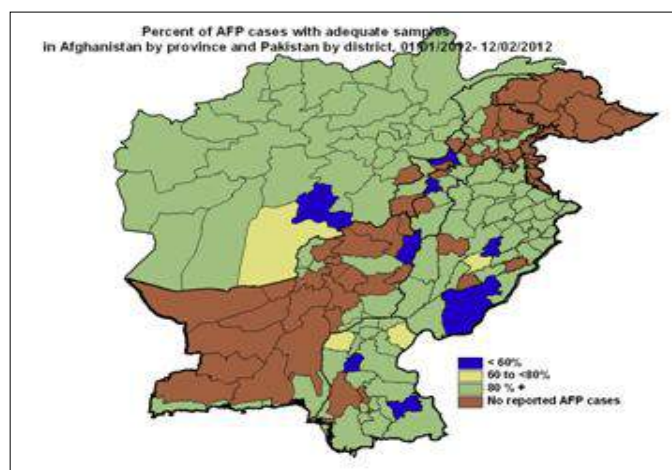 Percent of AFP cases with adequate samples
in Afghanistan by province and Pakistan by district, 01/01/2012- 12/02/2012
< 60%
60 to <80%
80 % +
No reported AFP cases